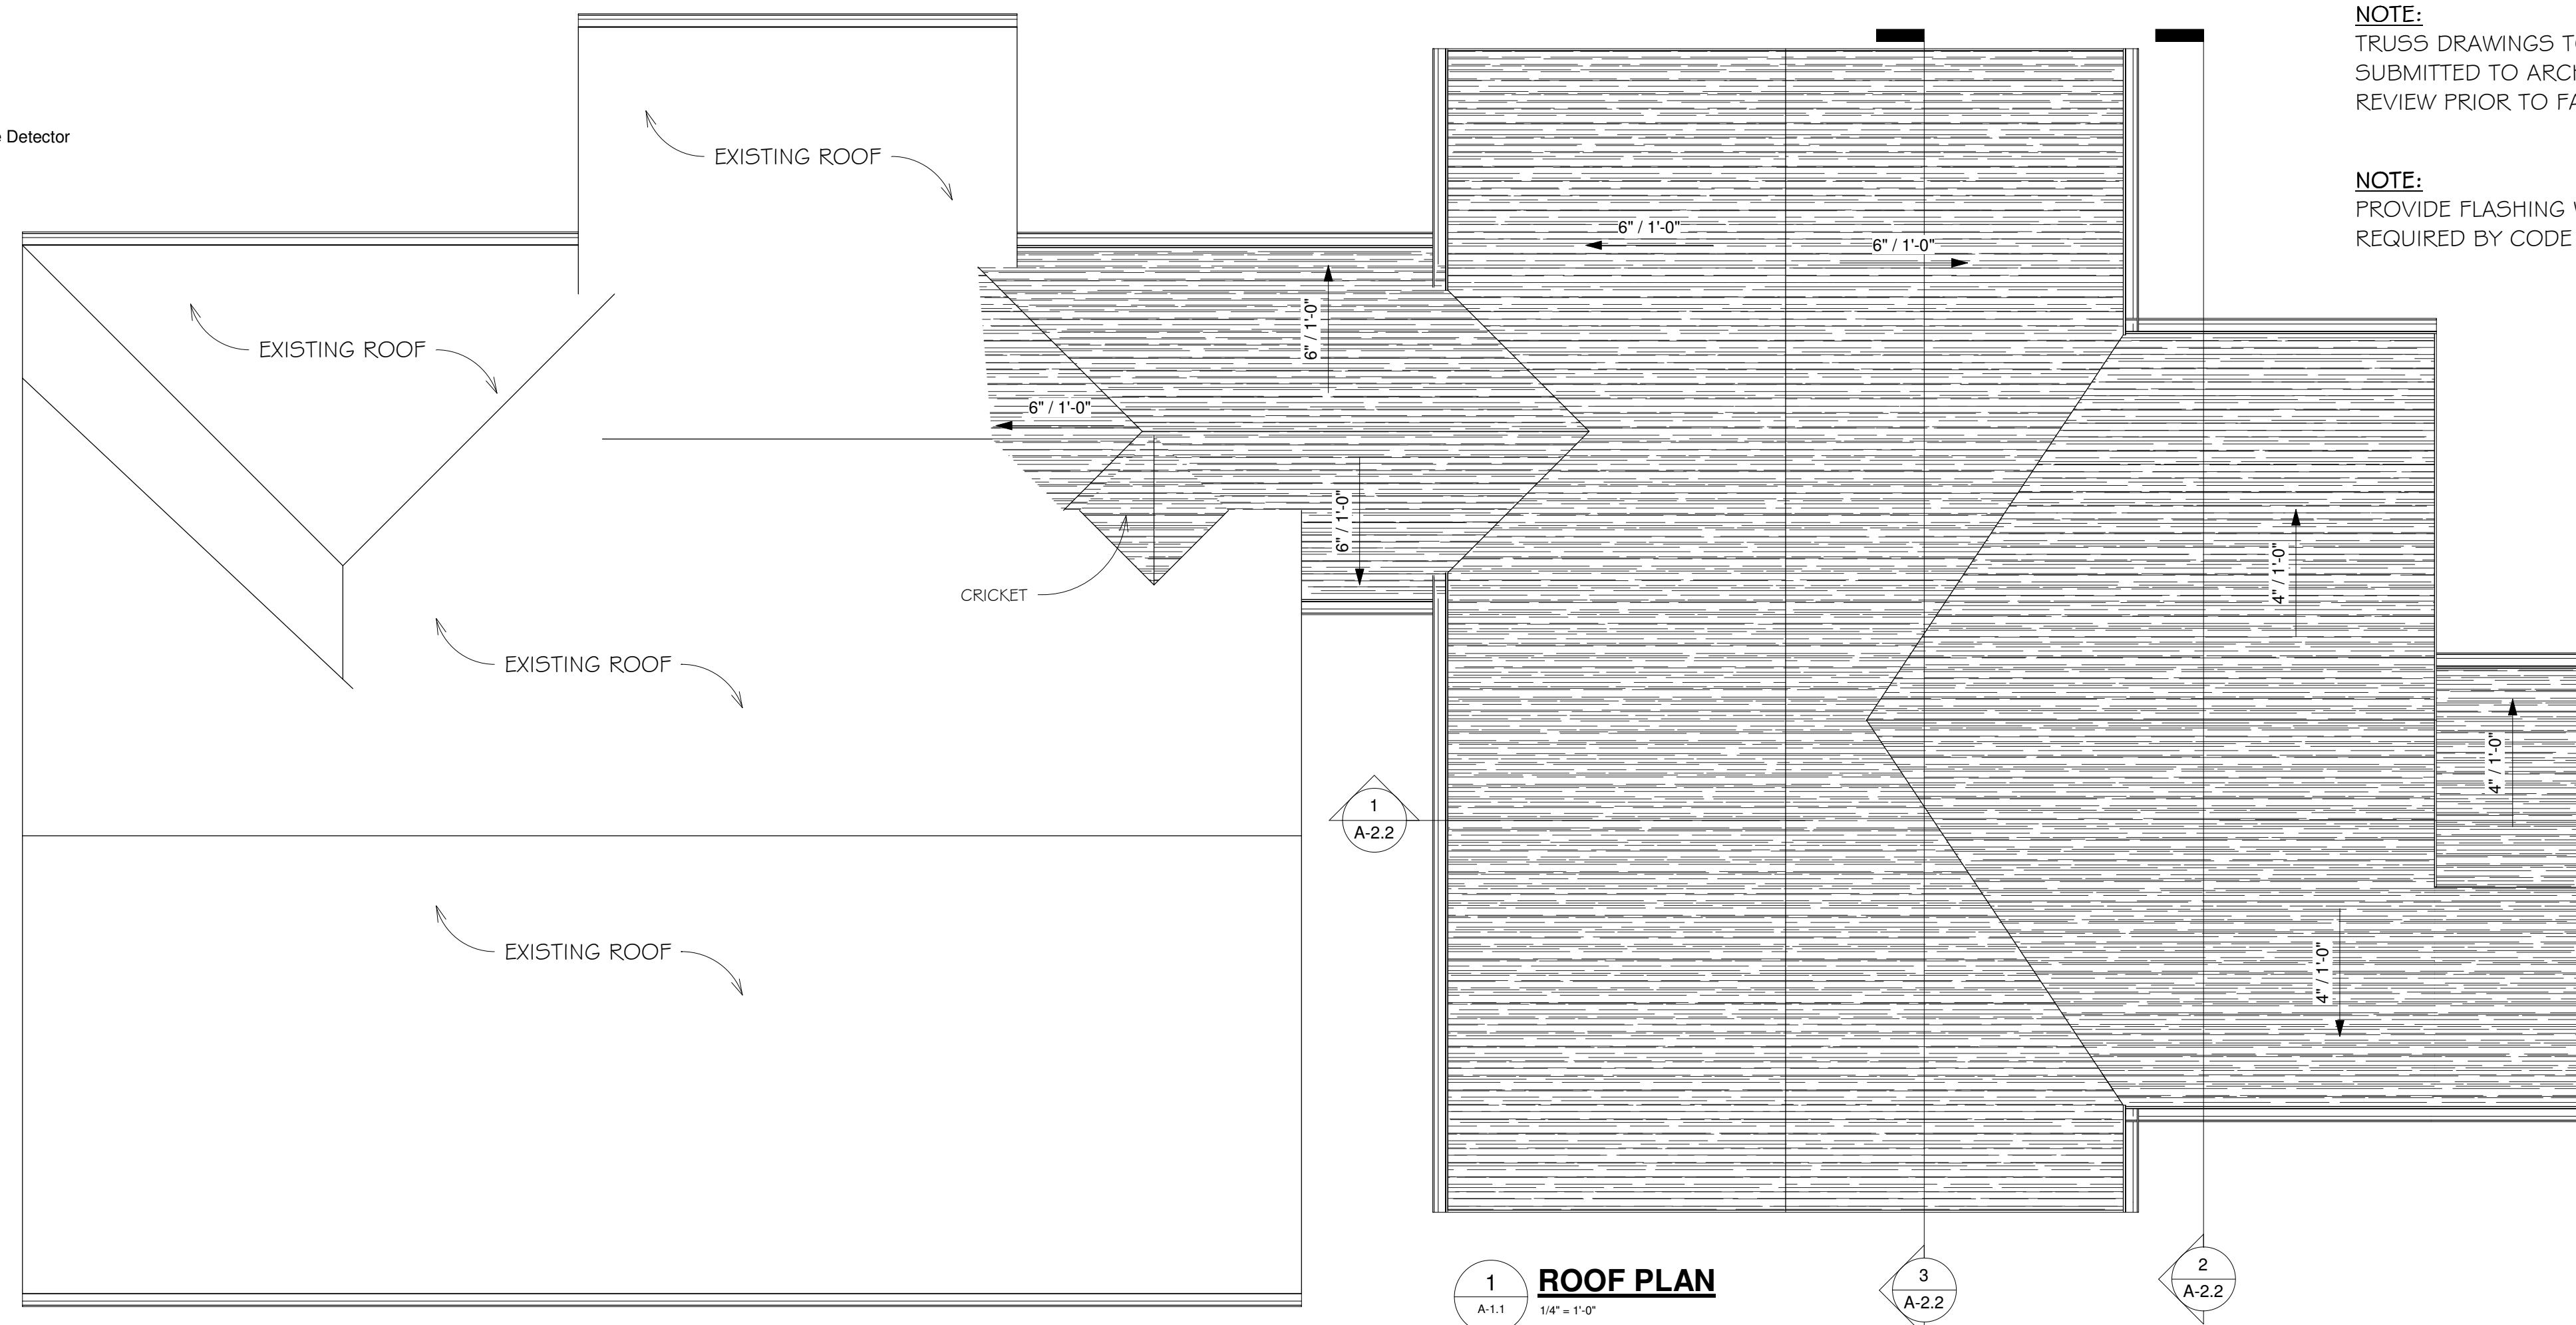 NOTE:
TRUSS DRAWINGS
SUBMITTED TO
REVIEW PRIOR TO
NOTE:
PROVIDE FLASHING
REQUIRED BY CODE
Detector
EXISTING ROOF
6" / 1'-0"
6" / 1'-0"
6" / 1'-0"
EXISTING ROOF
6" / 1'-0"
6" / 1'-0"
CRICKET
4" / 1'-0"
EXISTING ROOF
4" / 1'-0"
1
A-2.2
EXISTING ROOF
4" / 1'-0"
1
A-1.1
ROOF PLAN
1/4" = 1'-0"
3
A-2.2
2
A-2.2